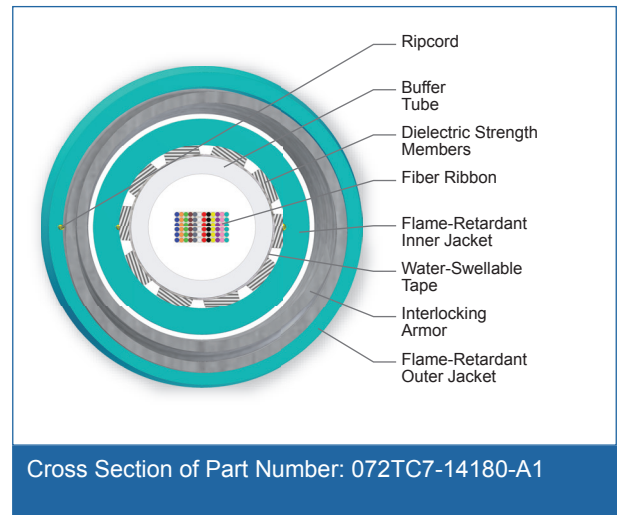 Ripcord
Buffer
Tube
Dielectric Strength
Members
Fiber Ribbon
Flame-Retardant
Inner Jacket
Water-Swellable
Tape
Interlocking
Armor
Flame-Retardant
Outer Jacket
Cross Section of Part Number: 072TC7-14180-A1